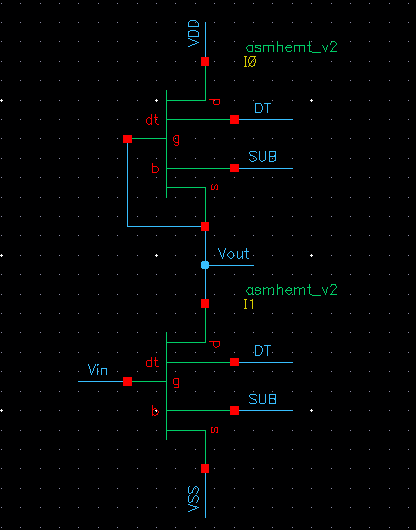 VDD
asmhemt_v2
I0
d
DT
dt
g
SUB
b
s
Vout
asmhemt_v2
I1
d
DT
dt
Vin
g
SUB
b
s
VSS